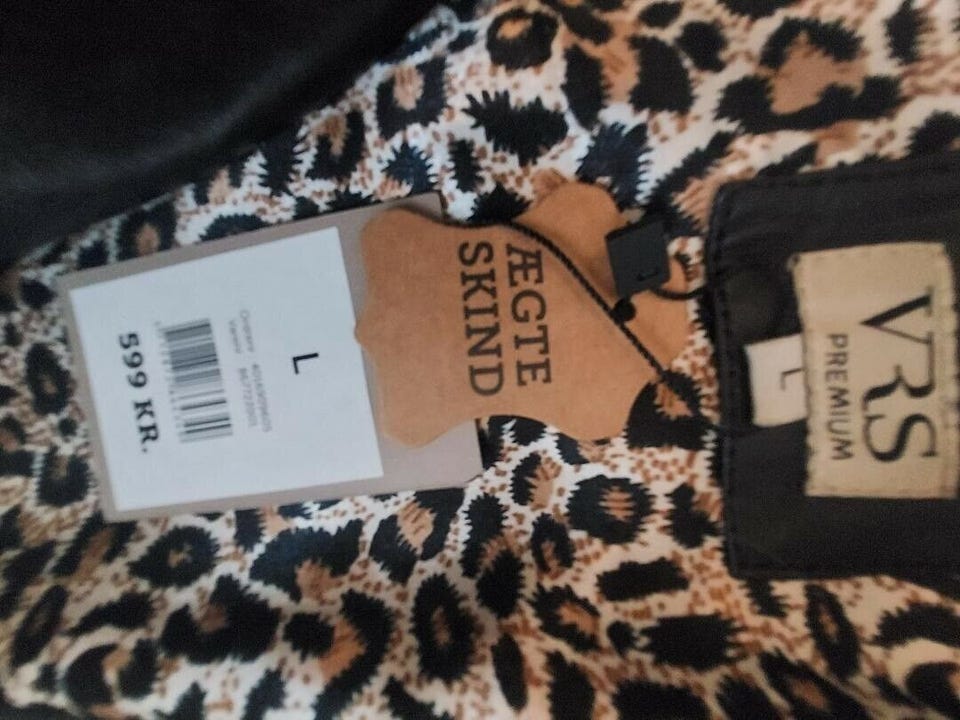 VRS
PREMIUM
L
L
ÆGTE
SKIND
L
599 KR.